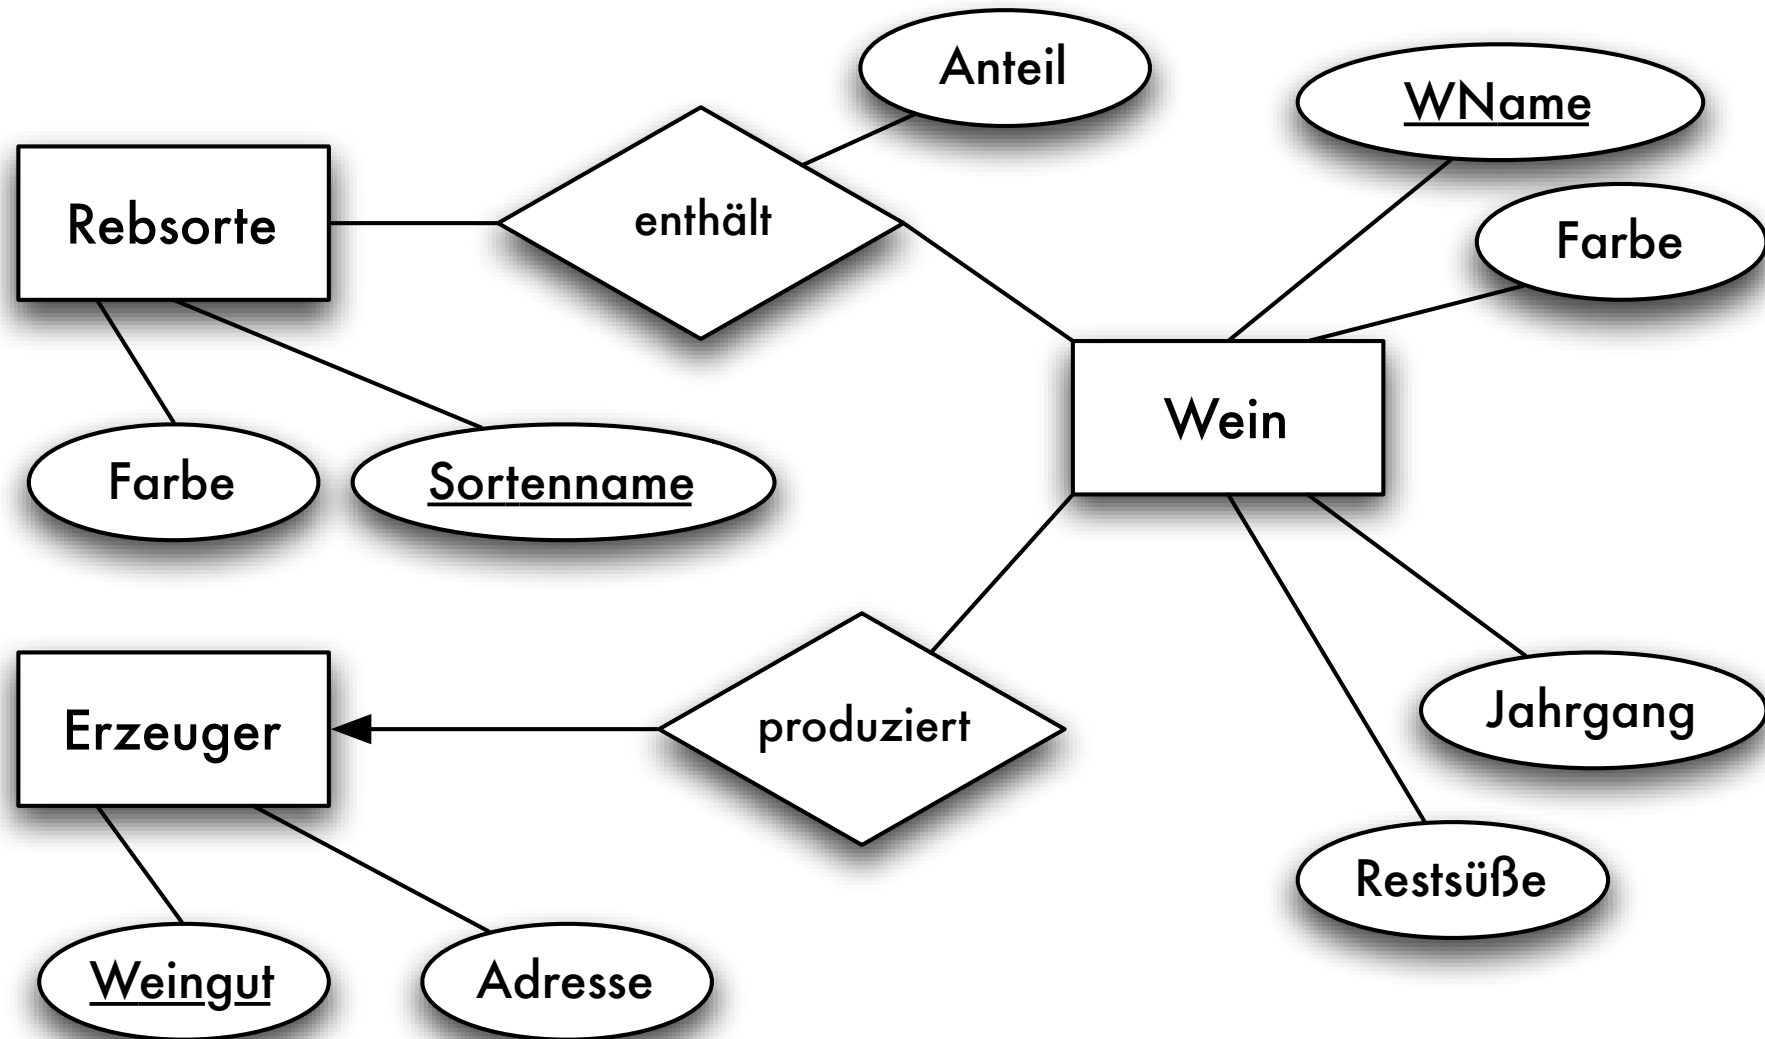 Anteil
WName
Rebsorte
enthält
Farbe
Wein
Farbe
Sortenname
Erzeuger
produziert
Jahrgang
Restsüße
Weingut
Adresse